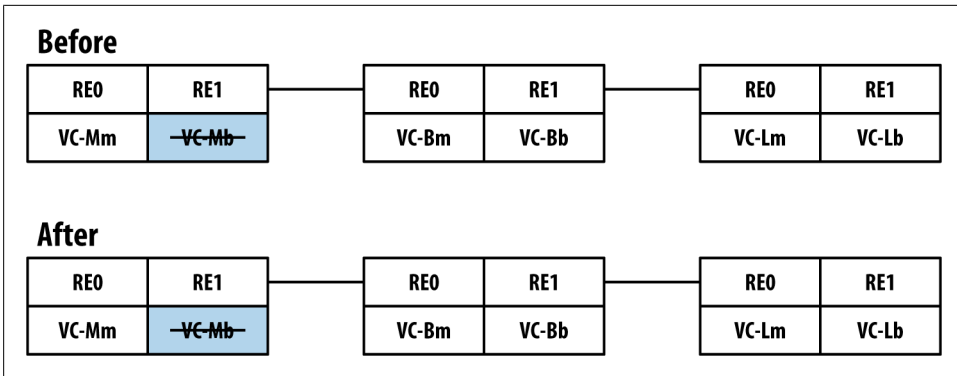 Before
RE0 RE1 RE0 RE1 RE0 RE1
VC-Mm VC-Mb VC-Bm VC-Bb VC-Lm VC-Lb
After
RE0 RE1 RE0 RE1 RE0 RE1
VC-Mm VC-Mb VC-Bm VC-Bb VC-Lm VC-Lb